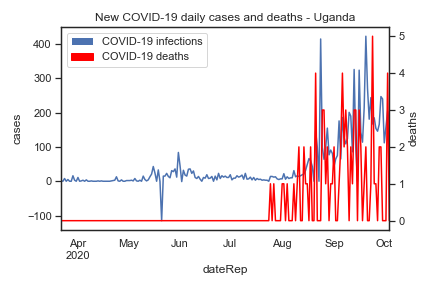 New COVID-19 daily cases and deaths - Uganda
COVID-19 infections
COVID-19 deaths
400
300
200
100
0
−100
cases
5
4
3
2
1
0
deaths
Apr May Jun Jul Aug Sep Oct
2020
dateRep